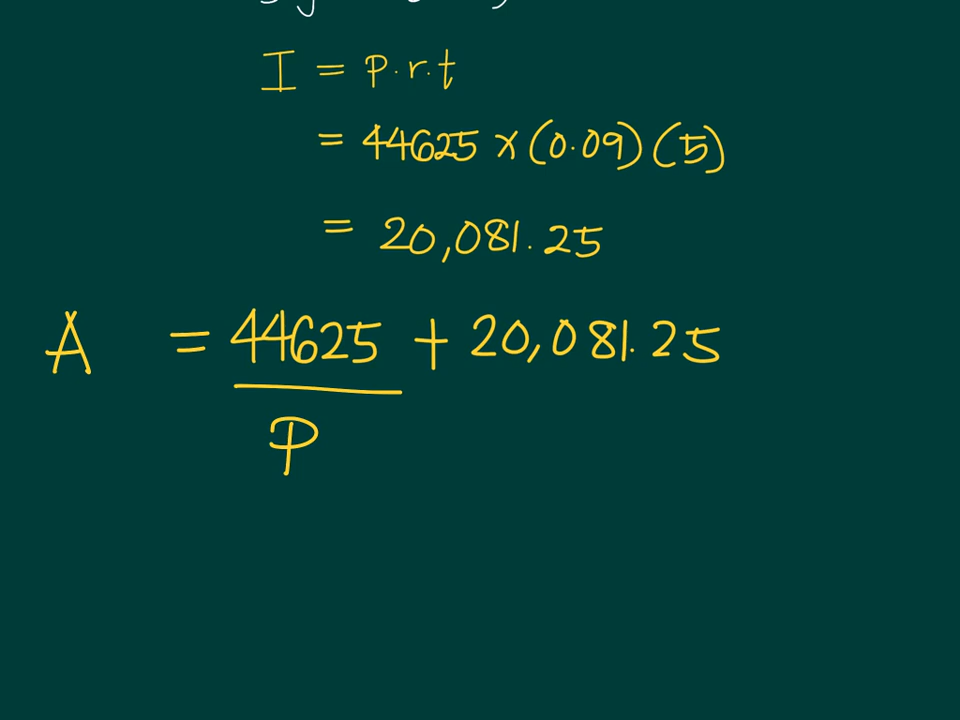 I = p.r.t
= 44625 × (0.09) (5)
= 20,081.25
A = 44625 + 20,081.25
P